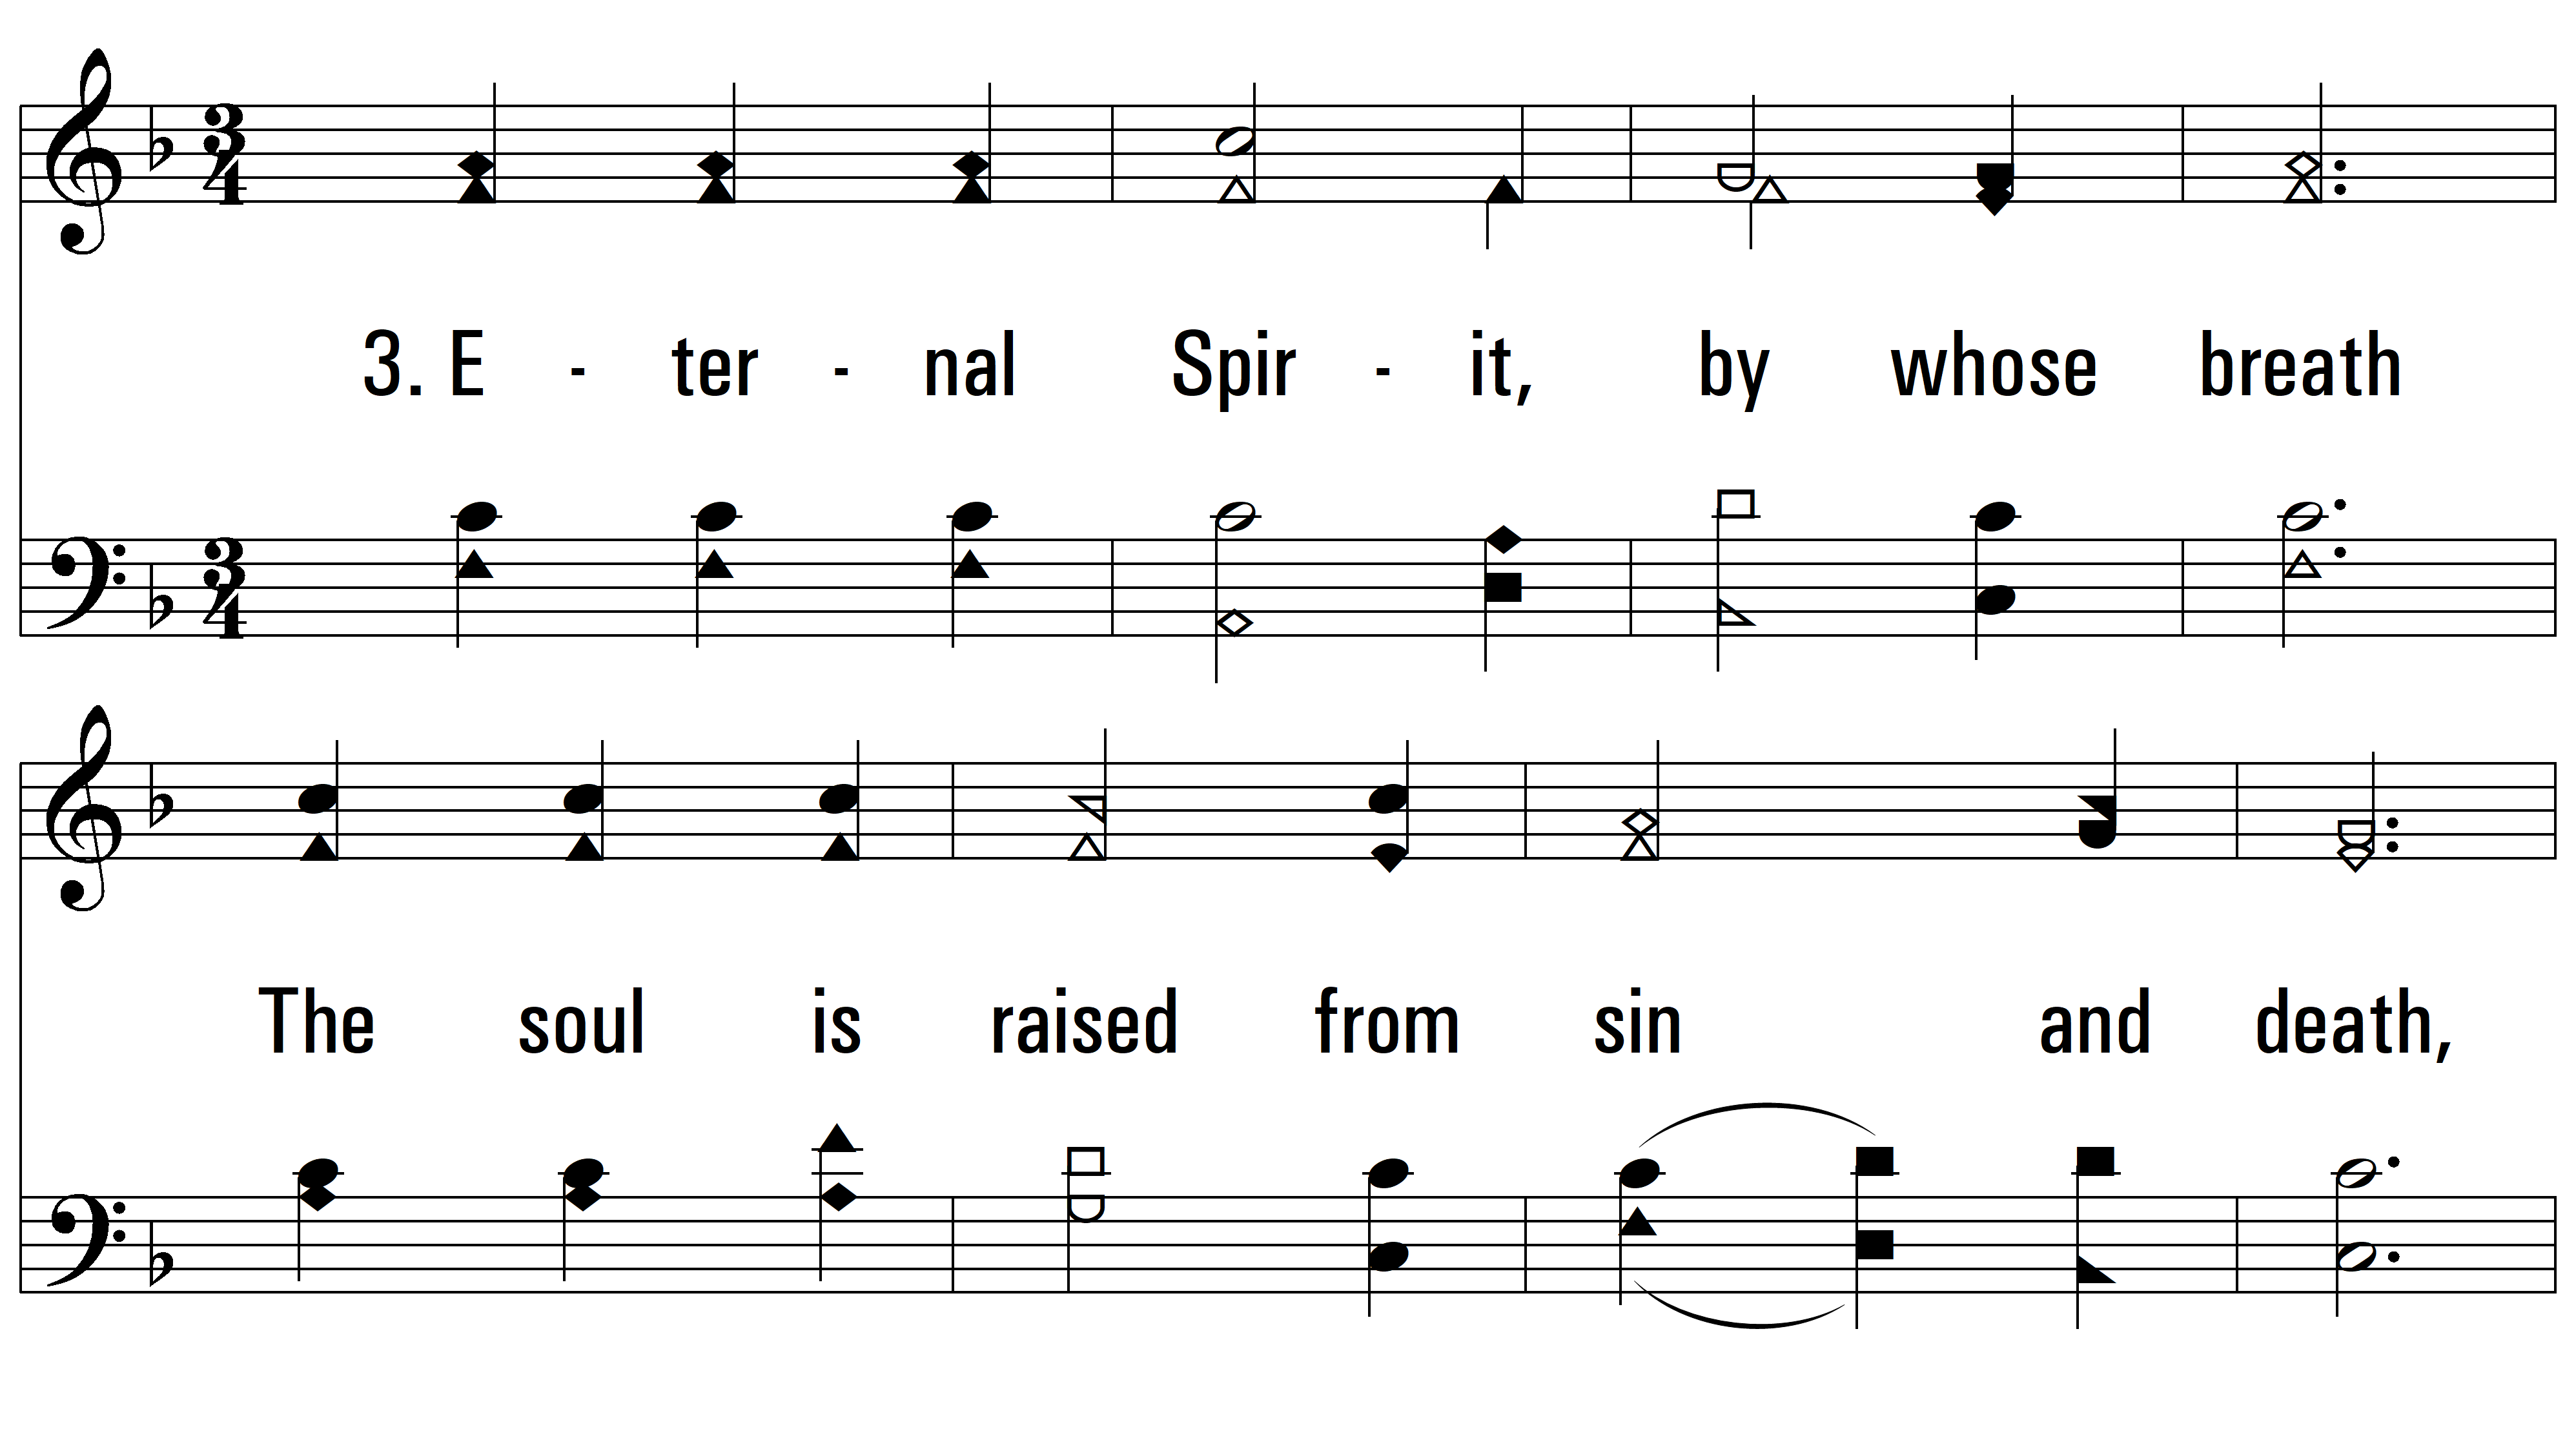 3. E - ter - nal Spir - it, by whose breath
The soul is raised from sin and death,